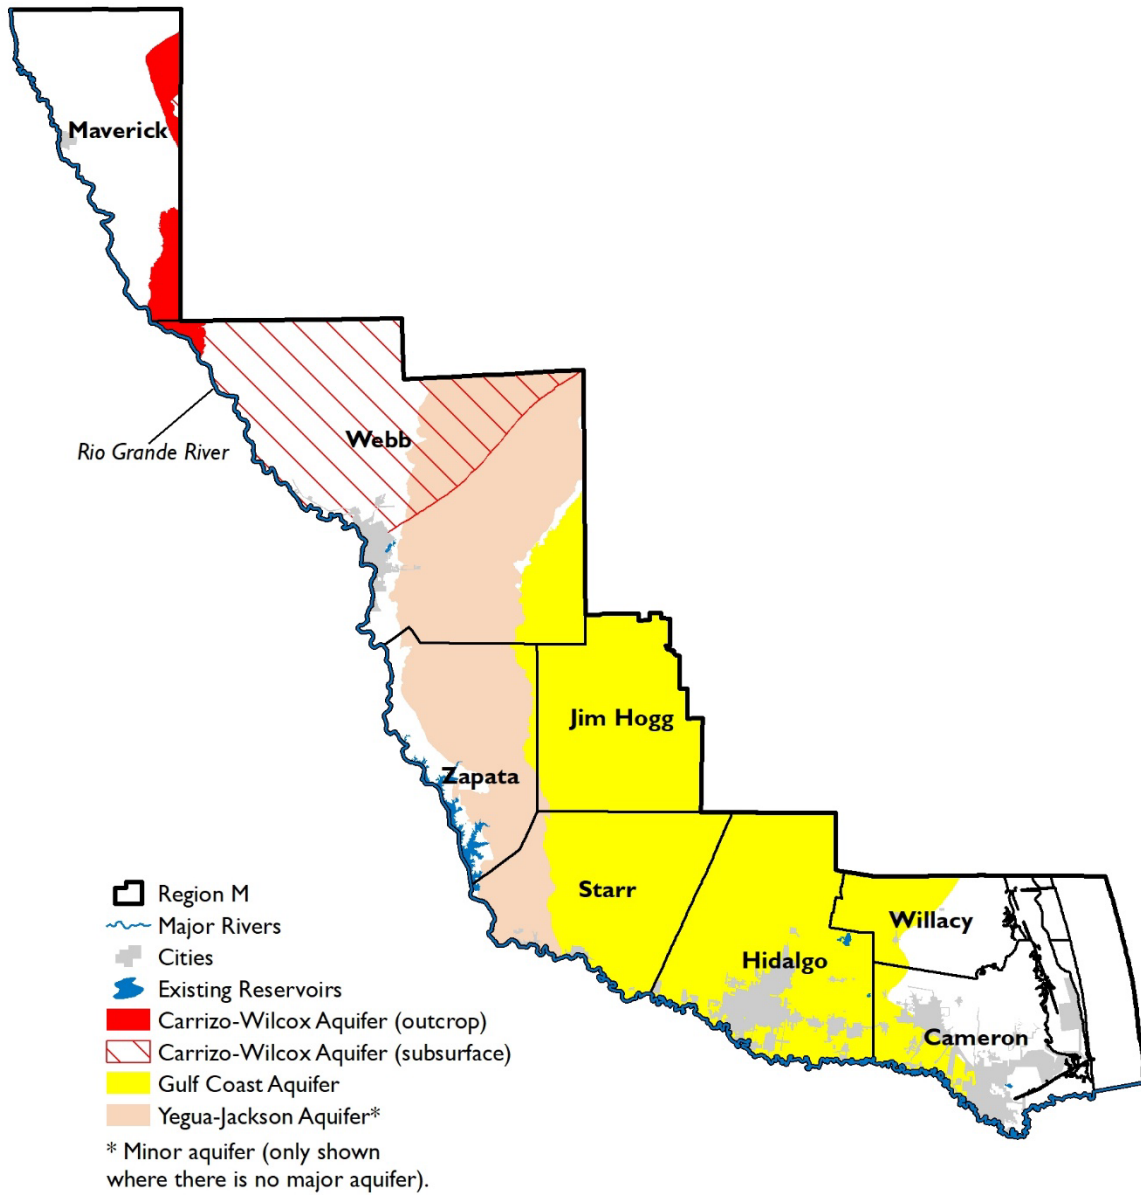 Maverick
Rio Grande River
Webb
Jim Hogg
Zapata
Starr
Willacy
Hidalgo
Cameron
Region M
Major Rivers
Cities
Existing Reservoirs
Carrizo-Wilcox Aquifer (outcrop)
Carrizo-Wilcox Aquifer (subsurface)
Gulf Coast Aquifer
Yegua-Jackson Aquifer*
* Minor aquifer (only shown
where there is no major aquifer).